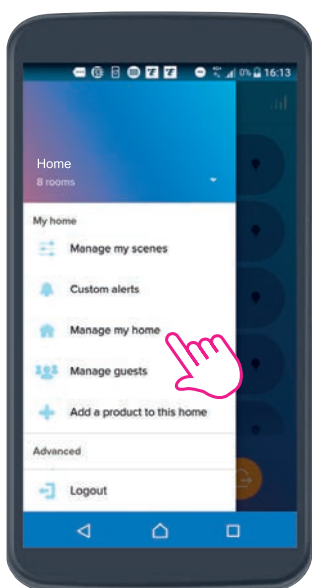 0% 16:13
Home
8 rooms
My home
Manage my scenes
Custom alerts
Manage my home
Manage guests
Add a product to this home
Advanced
Logout